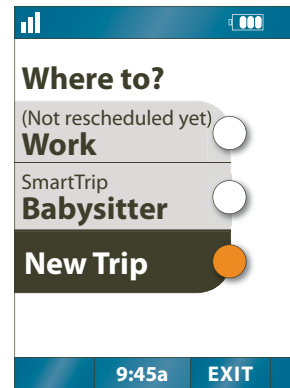 Where to?
(Not rescheduled yet)
Work
SmartTrip
Babysitter
New Trip
9:45a EXIT